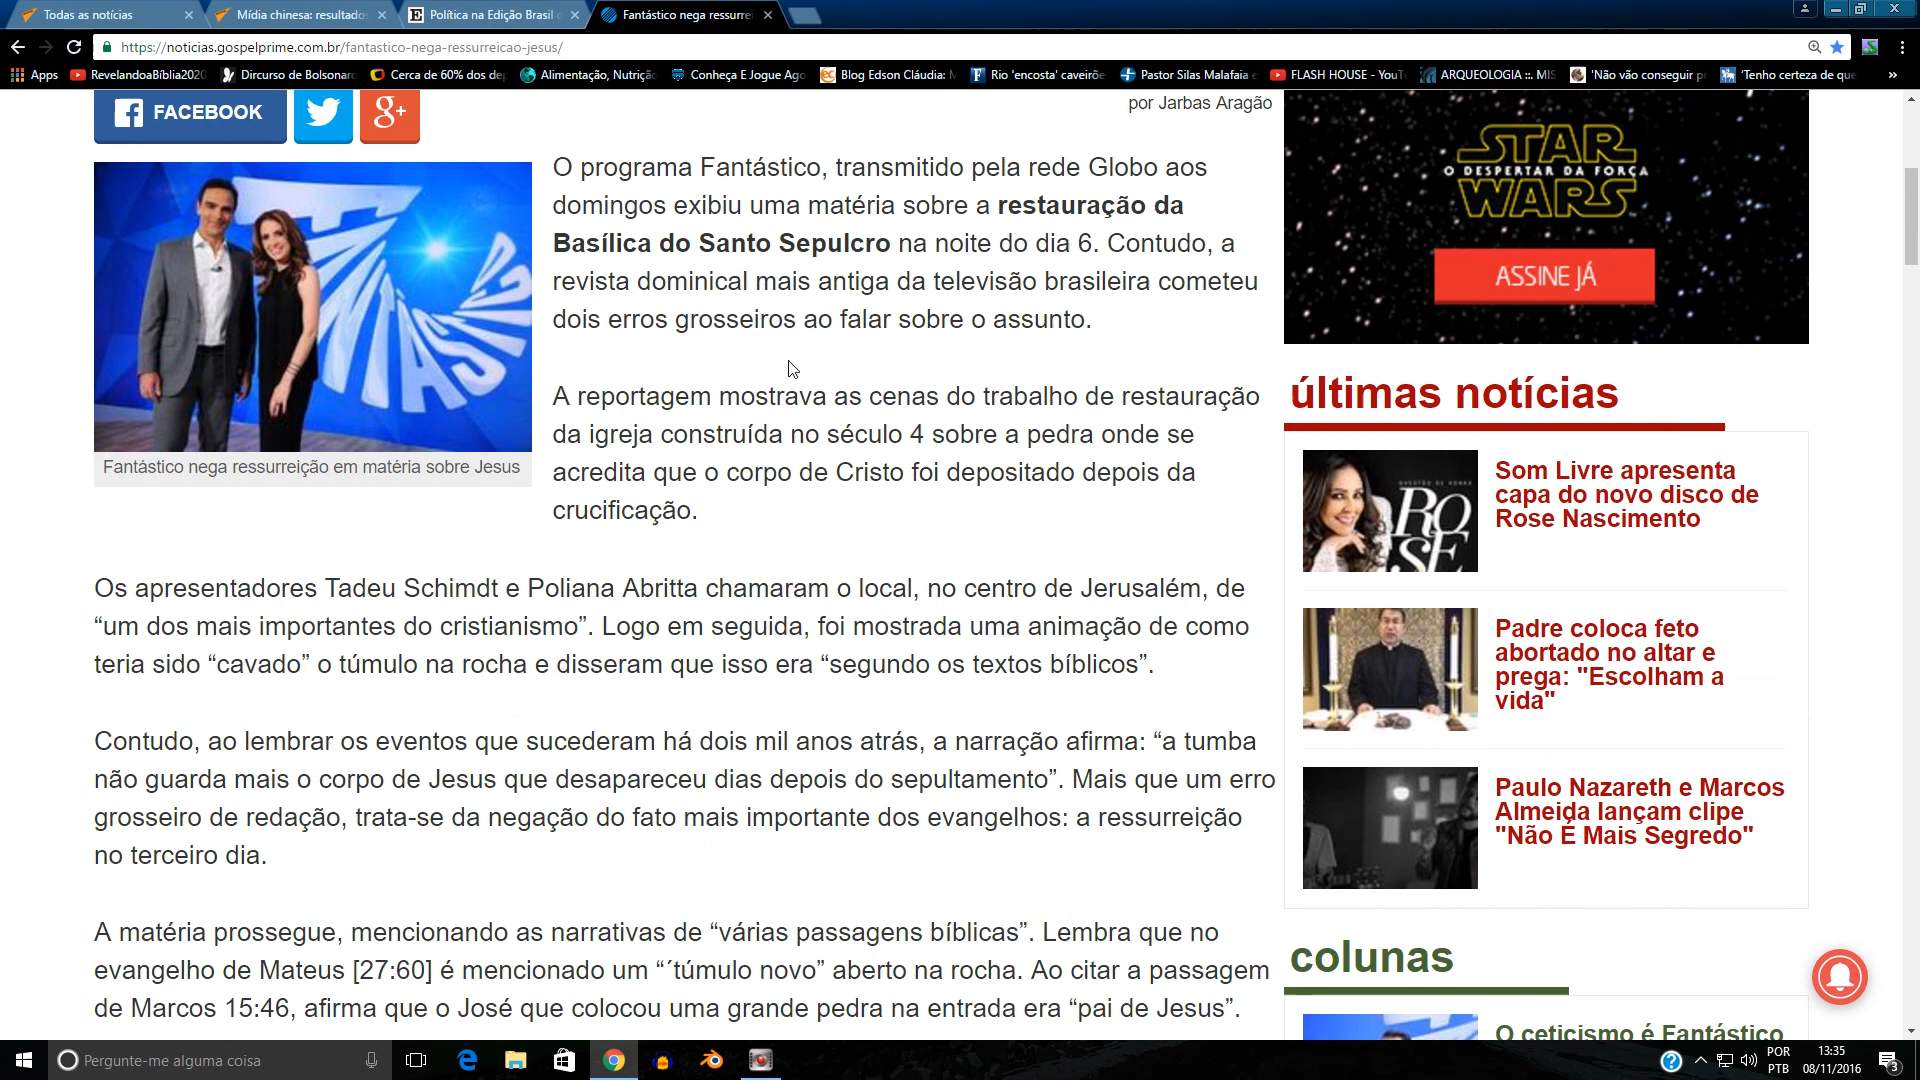 Todas as notícias
Mídia chinesa: resultados
Política na Edição Brasil
Fantástico nega ressurre
https://noticias.gospelprime.com.br/fantastico-nega-ressurreicao-jesus/
Apps
RevelandoaBíblia2020
Dircurso de Bolsonaro
Cerca de 60% dos dep
Alimentação, Nutriçã
Conheça E Jogue Ago
Blog Edson Cláudia:
Rio 'encosta' caveirõe
Pastor Silas Malafaia
FLASH HOUSE - YouT
ARQUEOLOGIA ::. MIS
'Não vão conseguir
'Tenho certeza de que
»
FACEBOOK
g+
por Jarbas Aragão
FANTÁSTICO
Fantástico nega ressurreição em matéria sobre Jesus
O programa Fantástico, transmitido pela rede Globo aos
domingos exibiu uma matéria sobre a restauração da
Basílica do Santo Sepulcro na noite do dia 6. Contudo, a
revista dominical mais antiga da televisão brasileira cometeu
dois erros grosseiros ao falar sobre o assunto.
A reportagem mostrava as cenas do trabalho de restauração
da igreja construída no século 4 sobre a pedra onde se
acredita que o corpo de Cristo foi depositado depois da
crucificação.
Os apresentadores Tadeu Schimdt e Poliana Abritta chamaram o local, no centro de Jerusalém, de
“um dos mais importantes do cristianismo”. Logo em seguida, foi mostrada uma animação de como
teria sido “cavado” o túmulo na rocha e disseram que isso era “segundo os textos bíblicos”.
Contudo, ao lembrar os eventos que sucederam há dois mil anos atrás, a narração afirma: “a tumba
não guarda mais o corpo de Jesus que desapareceu dias depois do sepultamento”. Mais que um erro
grosseiro de redação, trata-se da negação do fato mais importante dos evangelhos: a ressurreição
no terceiro dia.
A matéria prossegue, mencionando as narrativas de “várias passagens bíblicas”. Lembra que no
evangelho de Mateus [27:60] é mencionado um “´túmulo novo” aberto na rocha. Ao citar a passagem
de Marcos 15:46, afirma que o José que colocou uma grande pedra na entrada era “pai de Jesus”.
STAR
O DESPERTAR DA FORÇA
WARS
ASSINE JÁ
últimas notícias
ROSE
Som Livre apresenta
capa do novo disco de
Rose Nascimento
Padre coloca feto
abortado no altar e
prega: "Escolham a
vida"
Paulo Nazareth e Marcos
Almeida lançam clipe
"Não É Mais Segredo"
colunas
O ceticismo é Fantástico
Pergunte-me alguma coisa
POR
PTB
13:35
08/11/2016
3